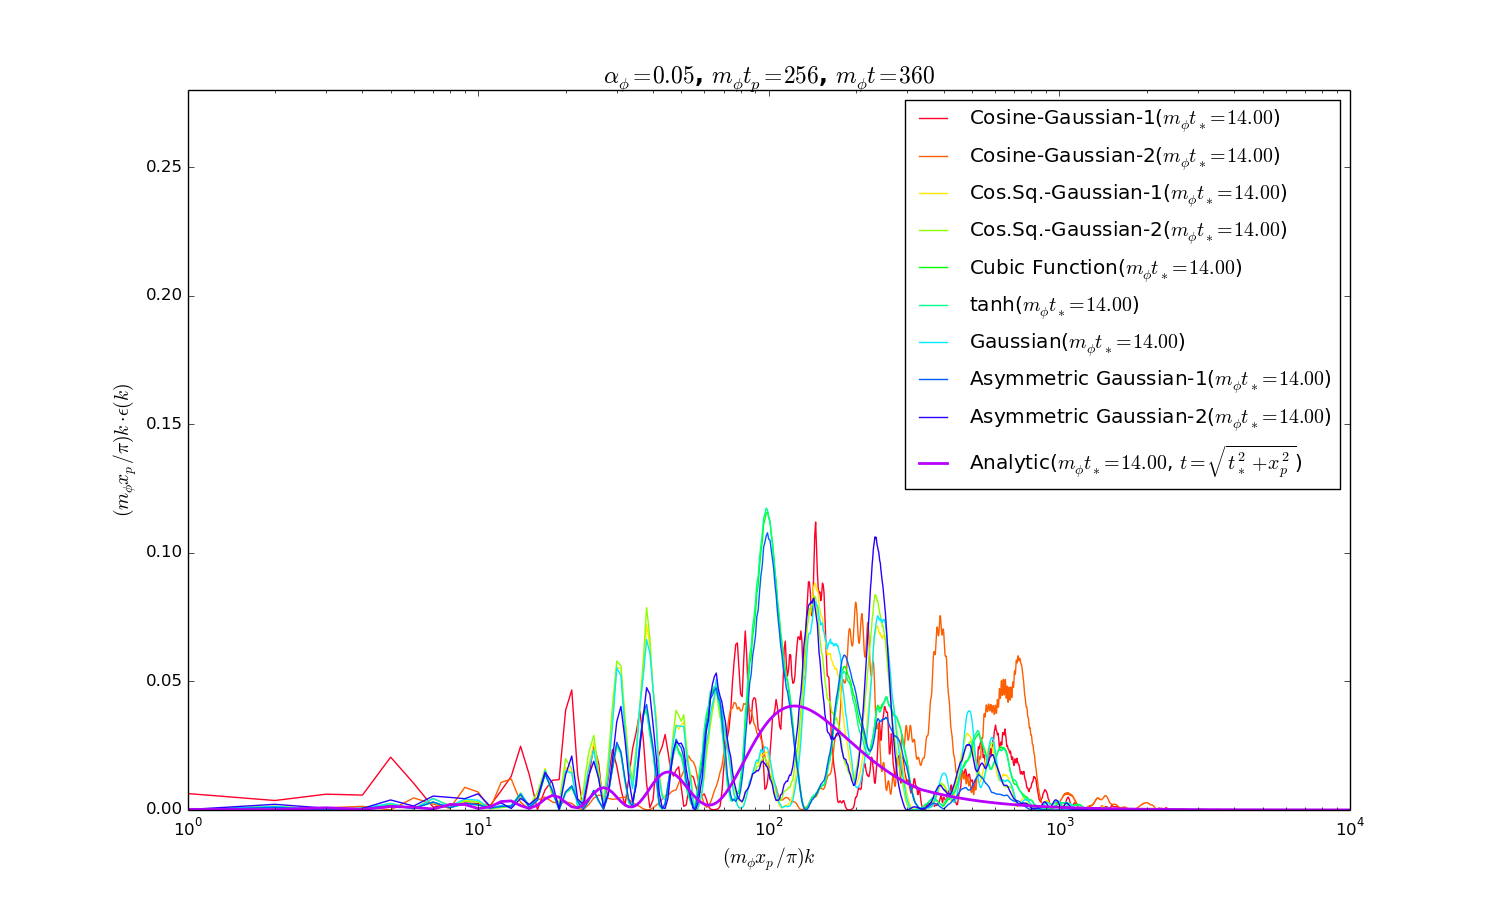 α_ϕ=0.05, m_ϕt_p=256, m_ϕt=360
Cosine-Gaussian-1(m_ϕt_*=14.00)
Cosine-Gaussian-2(m_ϕt_*=14.00)
Cos.Sq.-Gaussian-1(m_ϕt_*=14.00)
Cos.Sq.-Gaussian-2(m_ϕt_*=14.00)
Cubic Function(m_ϕt_*=14.00)
tanh(m_ϕt_*=14.00)
Gaussian(m_ϕt_*=14.00)
Asymmetric Gaussian-1(m_ϕt_*=14.00)
Asymmetric Gaussian-2(m_ϕt_*=14.00)
Analytic(m_ϕt_*=14.00, t=√(t_*^2+x_p^2))
(m_ϕx_p/π)k·ϵ(k)
0.25
0.20
0.15
0.10
0.05
0.00
10^0 10^1 10^2 10^3 10^4
(m_ϕx_p/π)k